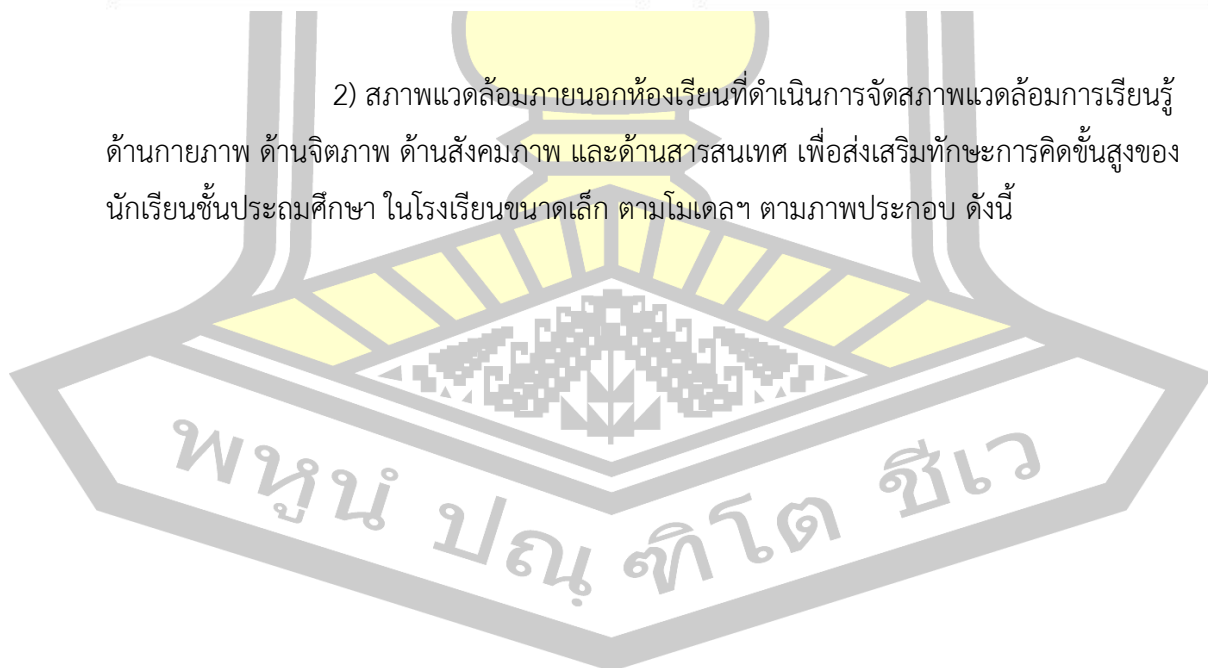 2) สภาพแวดล้อมภายนอกห้องเรียนที่ดำเนินการจัดสภาพแวดล้อมการเรียนรู้
ด้านกายภาพ ด้านจิตภาพ ด้านสังคมภาพ และด้านสารสนเทศ เพื่อส่งเสริมทักษะการคิดขั้นสูงของ
นักเรียนชั้นประถมศึกษา ในโรงเรียนขนาดเล็ก ตามโมเดลฯ ตามภาพประกอบ ดังนี้
พหูนํ ปณฺฑิโต ชีเว